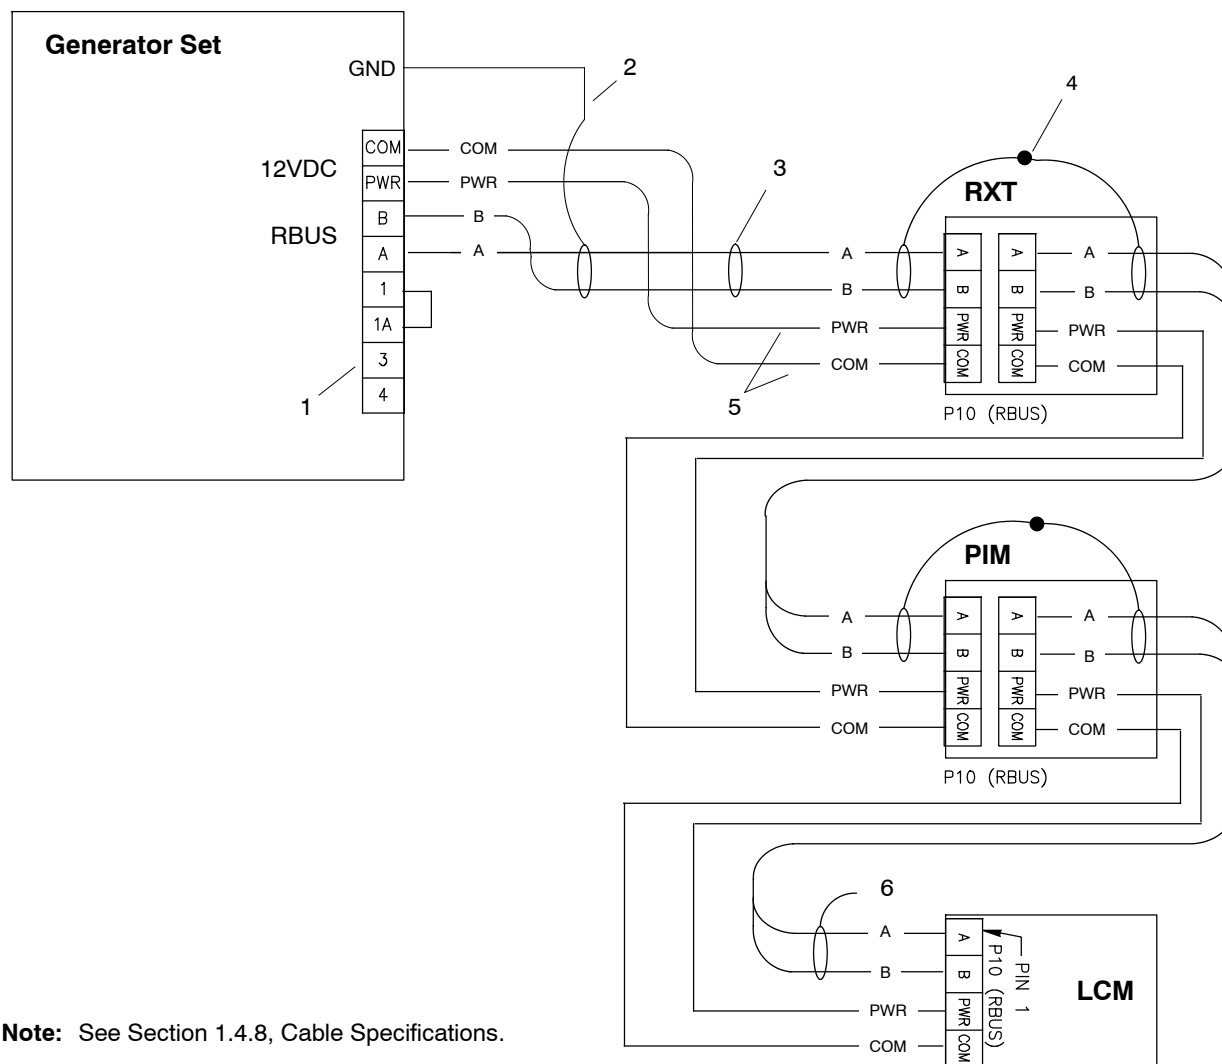 Generator Set
GND
2
4
12VDC
COM
COM
PWR
PWR
3
RBUS
B
B
A
A
1
1A
3
4
1
5
RXT
A
A
A
A
B
B
B
B
PWR
PWR
PWR
PWR
COM
COM
COM
COM
P10 (RBUS)
PIM
A
A
A
A
B
B
B
B
PWR
PWR
PWR
PWR
COM
COM
COM
COM
P10 (RBUS)
6
A
A
B
B
PWR
PWR
COM
COM
PIN 1
P10 (RBUS)
LCM
Note: See Section 1.4.8, Cable Specifications.